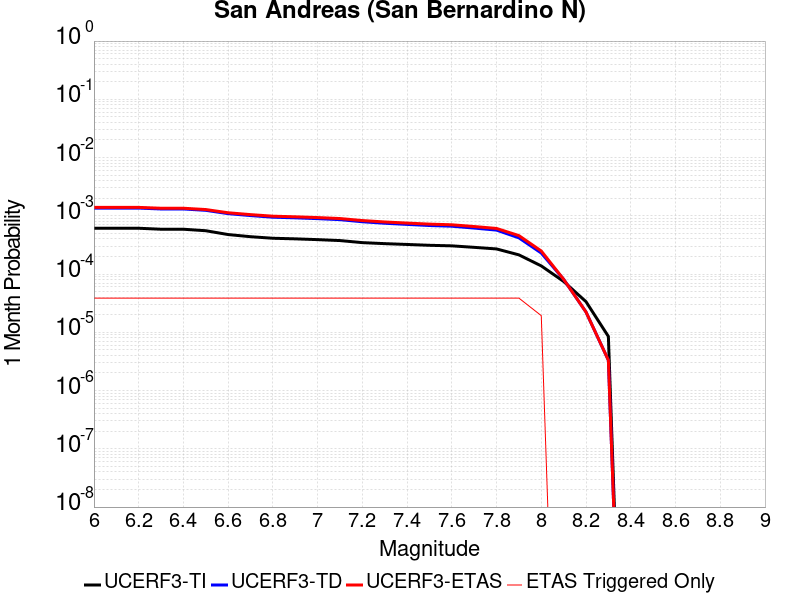 San Andreas (San Bernardino N)
10^0
10^-1
10^-2
10^-3
10^-4
10^-5
10^-6
10^-7
10^-8
1 Month Probability
6 6.2 6.4 6.6 6.8 7 7.2 7.4 7.6 7.8 8 8.2 8.4 8.6 8.8 9
Magnitude
UCERF3-TI UCERF3-TD UCERF3-ETAS ETAS Triggered Only